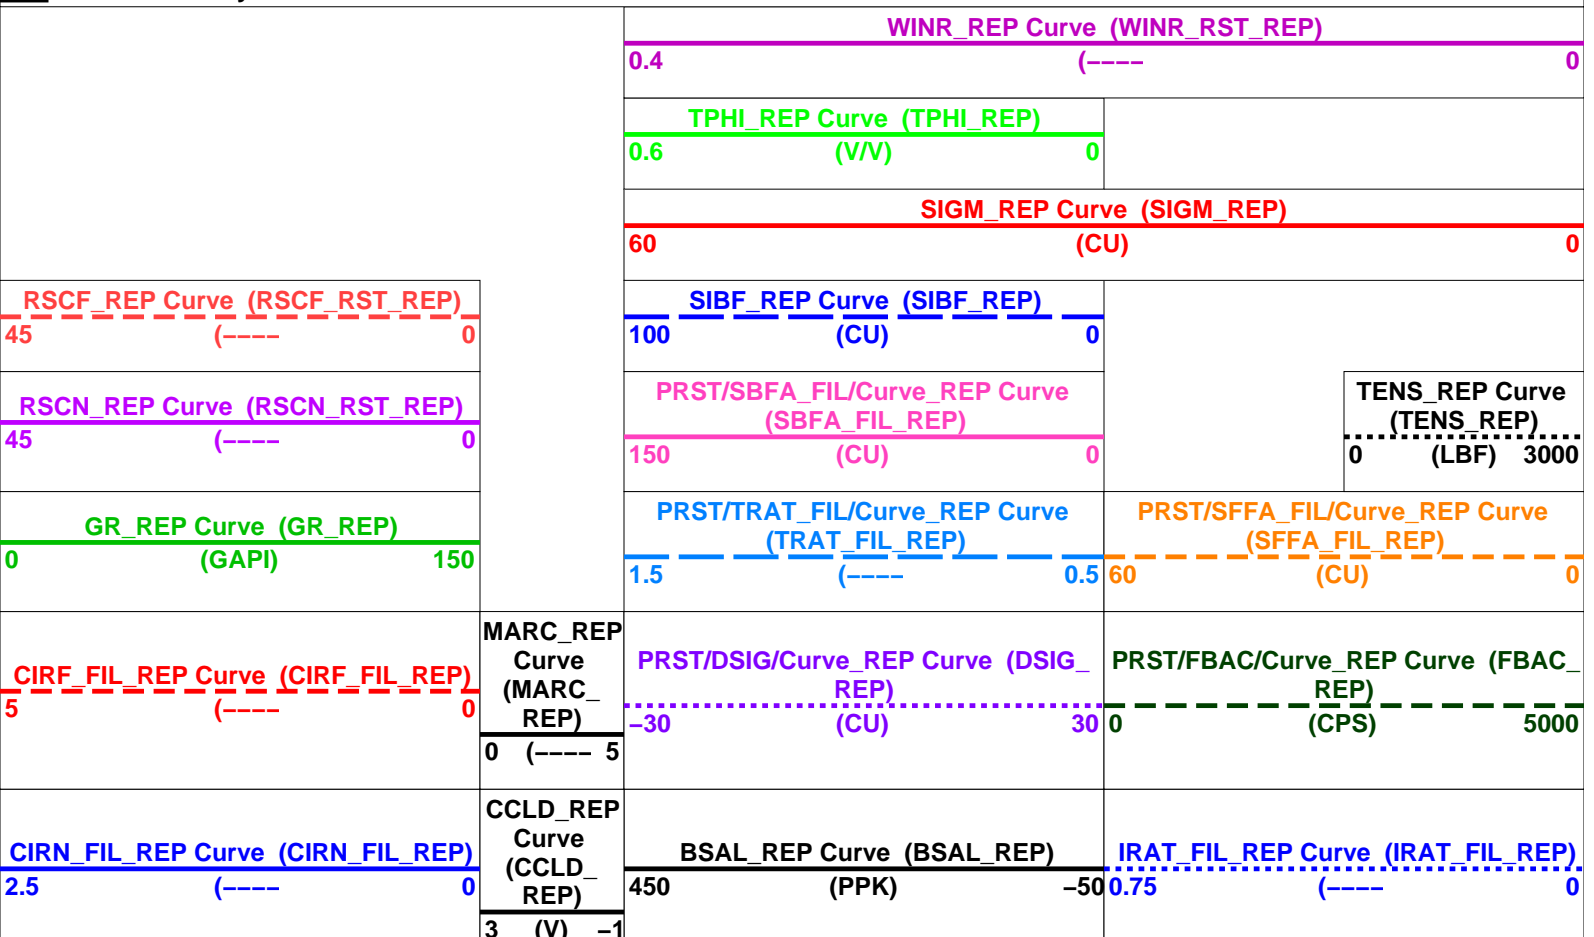 WINR_REP Curve (WINR_RST_REP)
0.4 (---- 0
TPHI_REP Curve (TPHI_REP)
0.6 (V/V) 0
SIGM_REP Curve (SIGM_REP)
60 (CU) 0
RSCF_REP Curve (RSCF_RST_REP)
45 (---- 0
SIBF_REP Curve (SIBF_REP)
100 (CU) 0
RSCN_REP Curve (RSCN_RST_REP)
45 (---- 0
PRST/SBFA_FIL/Curve_REP Curve
(SBFA_FIL_REP)
150 (CU) 0
TENS_REP Curve
(TENS_REP)
0 (LBF) 3000
GR_REP Curve (GR_REP)
0 (GAPI) 150
PRST/TRAT_FIL/Curve_REP Curve
(TRAT_FIL_REP)
1.5 (---- 0.5
PRST/SFFA_FIL/Curve_REP Curve
(SFFA_FIL_REP)
60 (CU) 0
CIRF_FIL_REP Curve (CIRF_FIL_REP)
5 (---- 0
MARC_REP
Curve
(MARC_
REP)
0 (---- 5
PRST/DSIG/Curve_REP Curve (DSIG_
REP)
-30 (CU) 30
PRST/FBAC/Curve_REP Curve (FBAC_
REP)
0 (CPS) 5000
CIRN_FIL_REP Curve (CIRN_FIL_REP)
2.5 (---- 0
CCLD_REP
Curve
(CCLD_
REP)
3 (V) -1
BSAL_REP Curve (BSAL_REP)
450 (PPK) -50
IRAT_FIL_REP Curve (IRAT_FIL_REP)
0.75 (---- 0